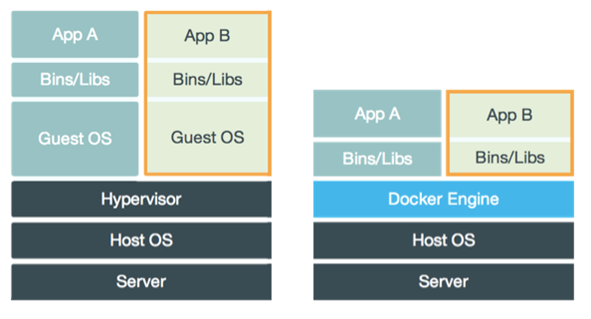 App A
Bins/Libs
Guest OS
App B
Bins/Libs
Guest OS
Hypervisor
Host OS
Server
App A
Bins/Libs
App B
Bins/Libs
Docker Engine
Host OS
Server